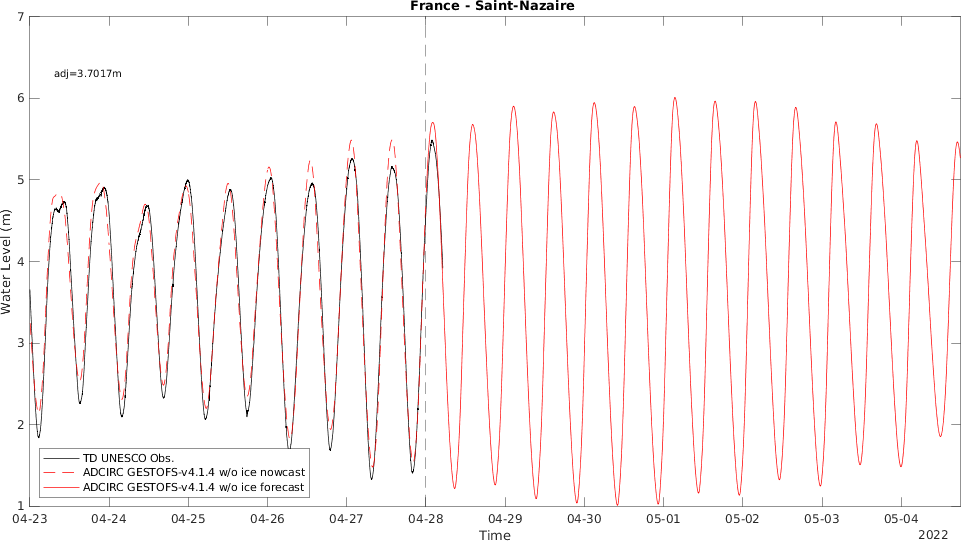 France - Saint-Nazaire
7
adj=3.7017m
6
5
4
3
2
1
Water Level (m)
TD UNESCO Obs.
ADCIRC GESTOFS-v4.1.4 w/o ice nowcast
ADCIRC GESTOFS-v4.1.4 w/o ice forecast
04-23 04-24 04-25 04-26 04-27 04-28 04-29 04-30 05-01 05-02 05-03 05-04
Time
2022